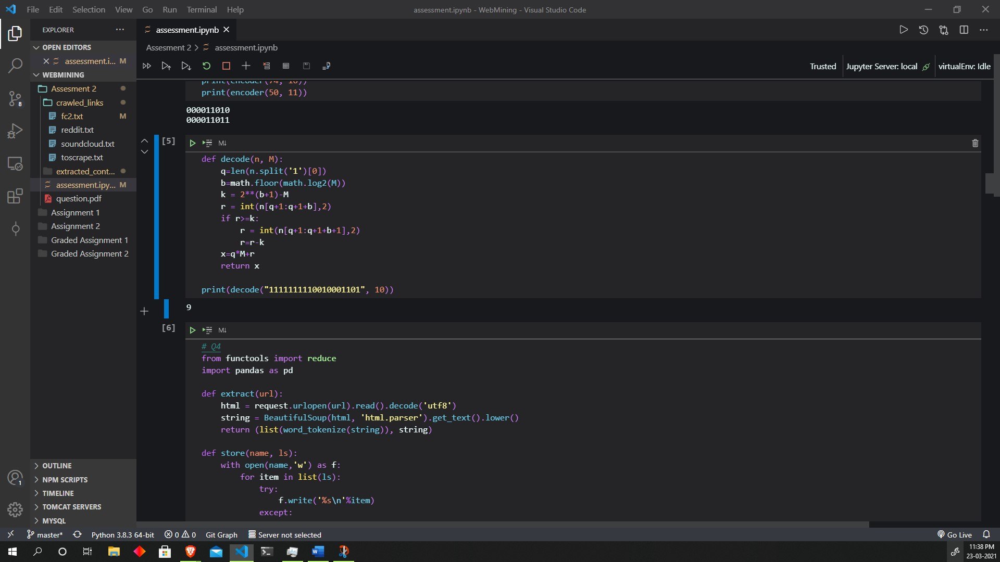 File Edit Selection View Go Run Terminal Help
assessment.ipynb - WebMining - Visual Studio Code
EXPLORER
OPEN EDITORS
assessment.i... M
WEBMINING
Assesment 2
crawled_links
fc2.txt M
reddit.txt
soundcloud.txt
toscrape.txt
extracted_cont...
assessment.ipy... M
question.pdf
Assignment 1
Assignment 2
Graded Assignment 1
Graded Assignment 2
OUTLINE
NPM SCRIPTS
TIMELINE
TOMCAT SERVERS
MYSQL
8
1
assessment.ipynb
Assesment 2 > assessment.ipynb
Trusted Jupyter Server: local virtualEnv: Idle
print(encoder(74, 10))
print(encoder(50, 11))
000011010
000011011
[5]
M↓
def decode(n, M):
q=len(n.split('1')[0])
b=math.floor(math.log2(M))
k = 2**(b+1)-M
r = int(n[q+1:q+1+b],2)
if r>=k:
r = int(n[q+1:q+1+b+1],2)
r=r-k
x=q*M+r
return x
print(decode("1111111110010001101", 10))
9
[6]
M↓
# Q4
from functools import reduce
import pandas as pd
def extract(url):
html = request.urlopen(url).read().decode('utf8')
string = BeautifulSoup(html, 'html.parser').get_text().lower()
return (list(word_tokenize(string)), string)
def store(name, ls):
with open(name,'w') as f:
for item in list(ls):
try:
f.write('%s\n'%item)
except:
master* Python 3.8.3 64-bit 0 0 Git Graph Server not selected Go Live
11:38 PM
23-03-2021